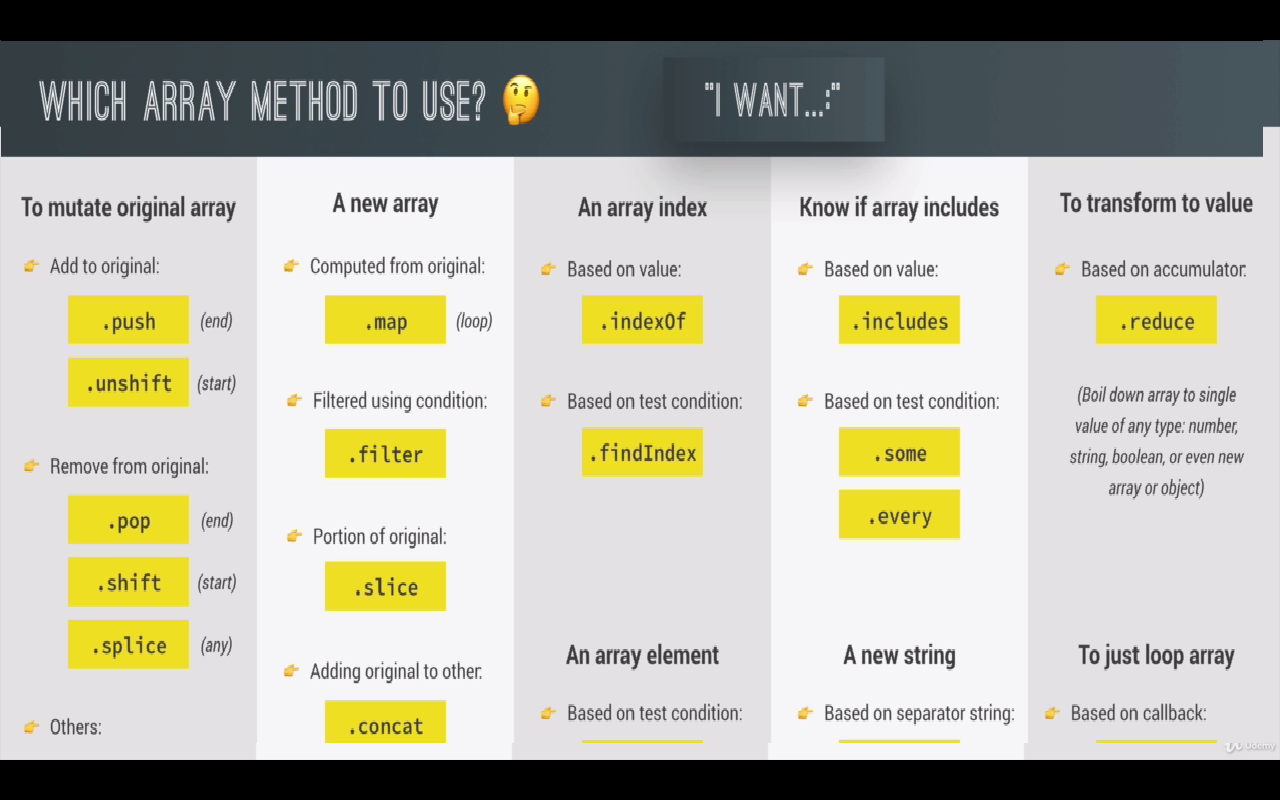 WHICH ARRAY METHOD TO USE? 🤔
"I WANT...:"
To mutate original array
👉 Add to original:
.push (end)
.unshift (start)
👉 Remove from original:
.pop (end)
.shift (start)
.splice (any)
👉 Others:
A new array
👉 Computed from original:
.map (loop)
👉 Filtered using condition:
.filter
👉 Portion of original:
.slice
👉 Adding original to other:
.concat
An array index
👉 Based on value:
.indexOf
👉 Based on test condition:
.findIndex
An array element
👉 Based on test condition:
Know if array includes
👉 Based on value:
.includes
👉 Based on test condition:
.some
.every
A new string
👉 Based on separator string:
To transform to value
👉 Based on accumulator:
.reduce
(Boil down array to single
value of any type: number,
string, boolean, or even new
array or object)
To just loop array
👉 Based on callback:
Udemy